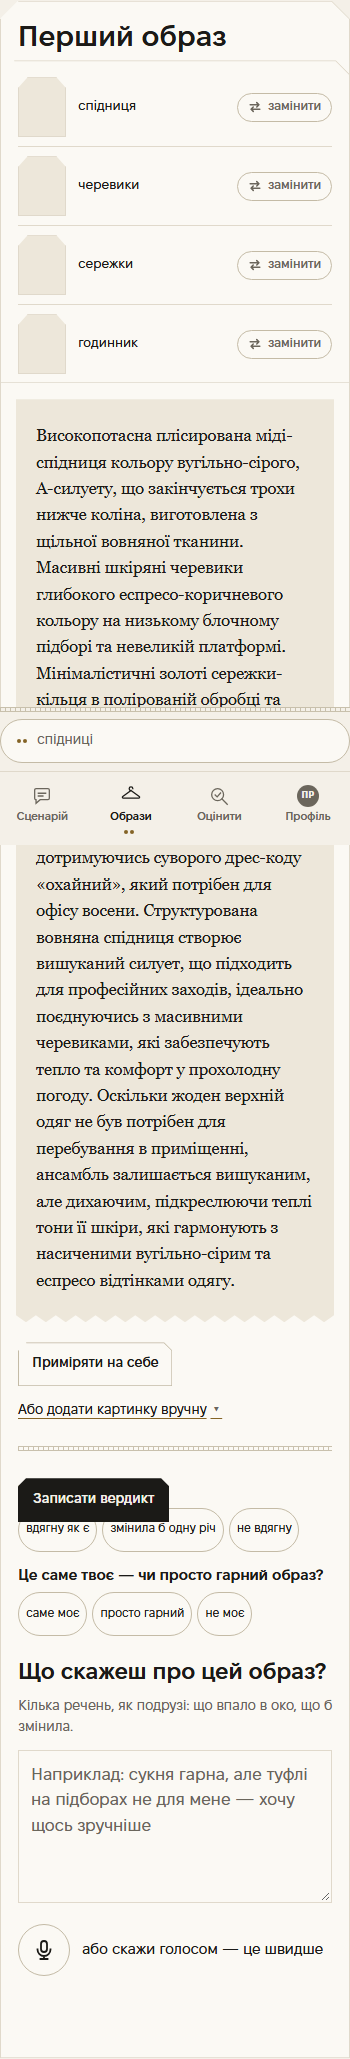 Перший образ
спідниця
замінити
черевики
замінити
сережки
замінити
годинник
замінити
Високопотасна плісирована міді-
спідниця кольору вугільно-сірого,
А-силуету, що закінчується трохи
нижче коліна, виготовлена з
щільної вовняної тканини.
Масивні шкіряні черевики
глибокого еспресо-коричневого
кольору на низькому блочному
підборі та невеликій платформі.
Мінімалістичні золоті сережки-
кільця в полірованій обробці та
спідниці
Сценарій
Образи
Оцінити
ПР
Профіль
дотримуючись суворого дрес-коду
«охайний», який потрібен для
офісу восени. Структурована
вовняна спідниця створює
вишуканий силует, що підходить
для професійних заходів, ідеально
поєднуючись з масивними
черевиками, які забезпечують
тепло та комфорт у прохолодну
погоду. Оскільки жоден верхній
одяг не був потрібен для
перебування в приміщенні,
ансамбль залишається вишуканим,
але дихаючим, підкреслюючи теплі
тони її шкіри, які гармонують з
насиченими вугільно-сірим та
еспресо відтінками одягу.
Приміряти на себе
Або додати картинку вручну
Записати вердикт
вдягну як є
змінила б одну річ
не вдягну
Це саме твоє — чи просто гарний образ?
саме моє
просто гарний
не моє
Що скажеш про цей образ?
Кілька речень, як подрузі: що впало в око, що б
змінила.
Наприклад: сукня гарна, але туфлі
на підборах не для мене — хочу
щось зручніше
або скажи голосом — це швидше